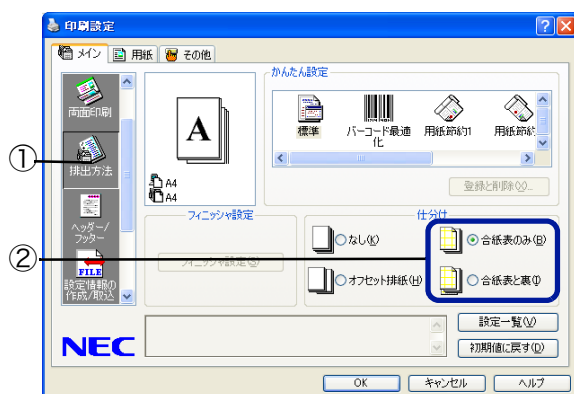 印刷設定
メイン
用紙
その他
かんたん設定
両面印刷
標準
バーコード最適
化
用紙節約1
用紙節約
①
排出方法
A
A4
A4
登録と削除(X)...
ヘッダー/
フッター
フィニッシャ設定
仕分け
なし(K)
合紙表のみ(B)
②
フィニッシャ設定(S)
FILE
設定情報の
作成/取込
オフセット排紙(H)
合紙表と裏(I)
NEC
設定一覧(V)
初期値に戻す(D)
OK
キャンセル
ヘルプ